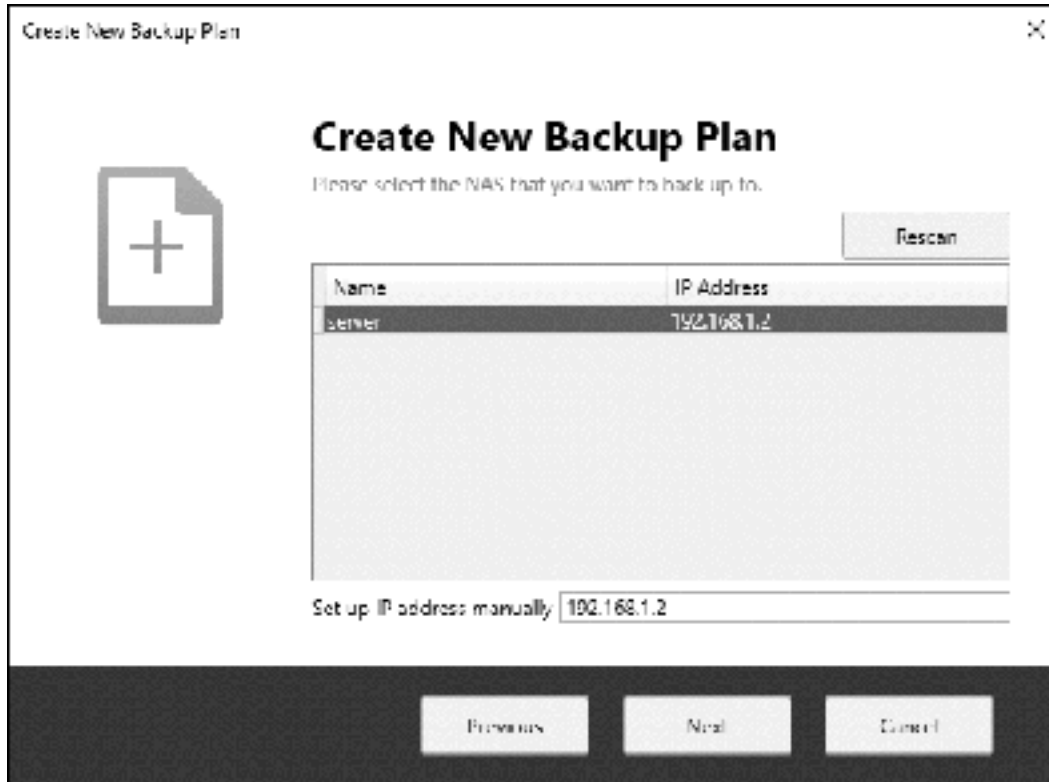 Create New Backup Plan
Create New Backup Plan
Please select the NAS that you want to back up to.
Rescan
Name IP Address
server 192.168.1.2
Set up IP address manually 192.168.1.2
Previous Next Cancel